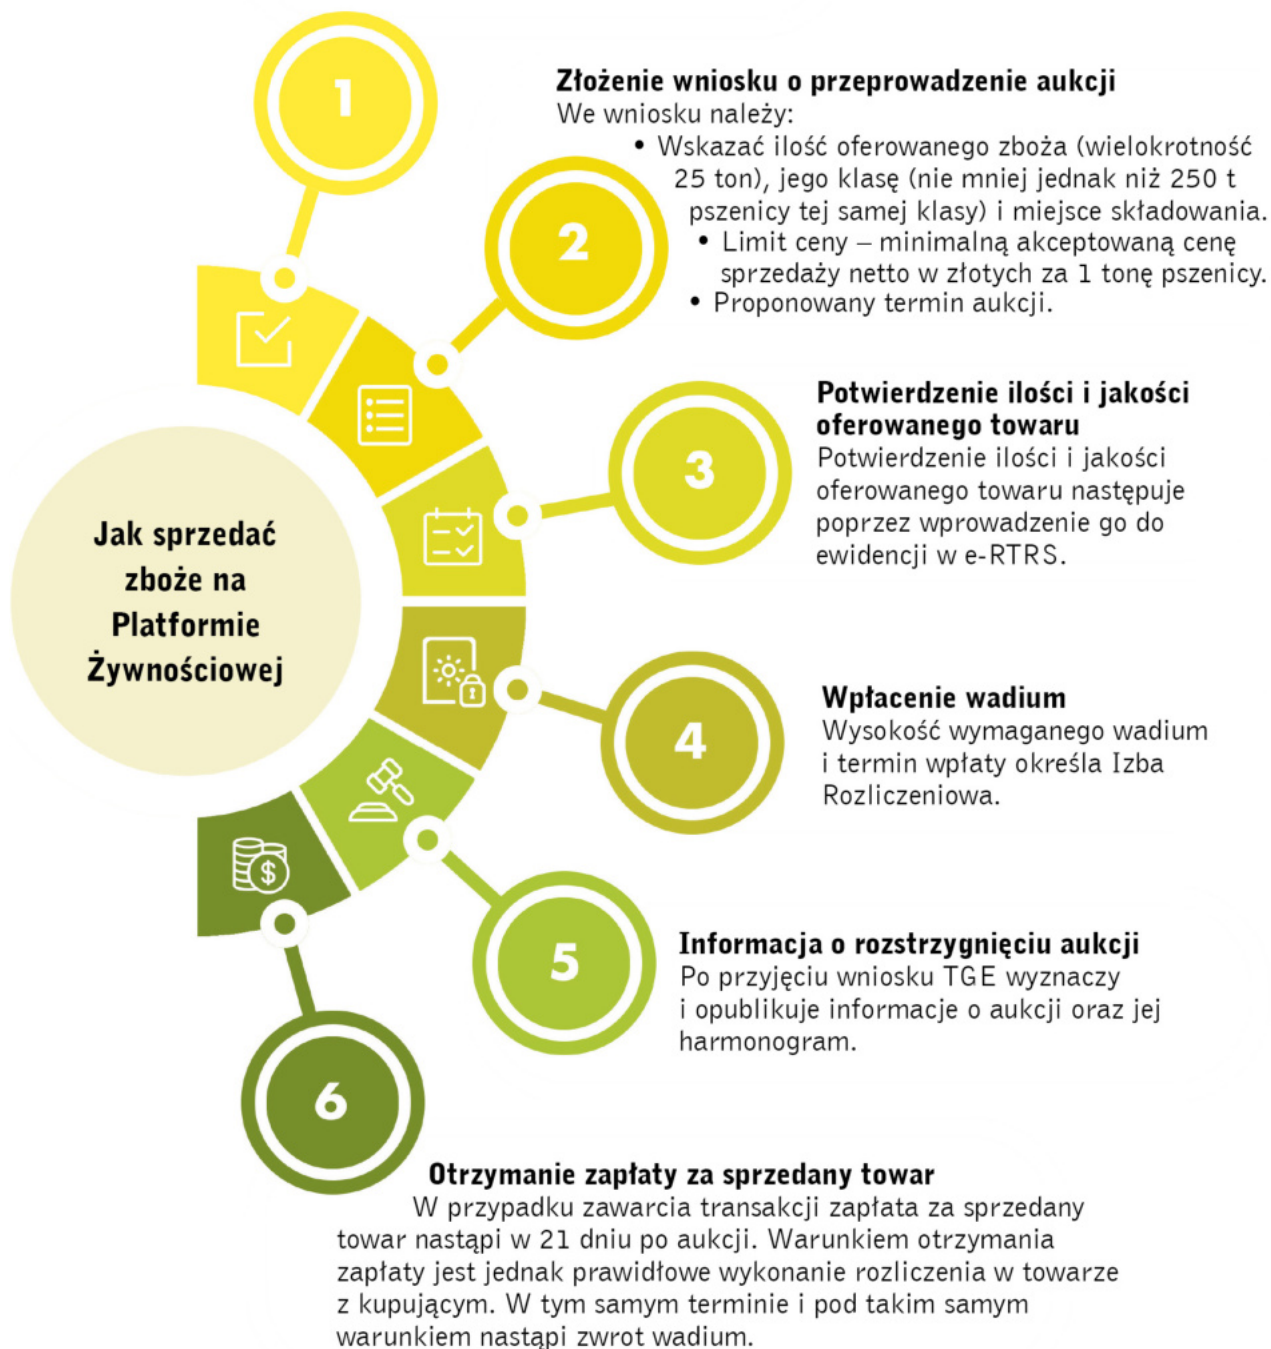 1
Złożenie wniosku o przeprowadzenie aukcji
We wniosku należy:
• Wskazać ilość oferowanego zboża (wielokrotność
25 ton), jego klasę (nie mniej jednak niż 250 t
pszenicy tej samej klasy) i miejsce składowania.
• Limit ceny – minimalną akceptowaną cenę
sprzedaży netto w złotych za 1 tonę pszenicy.
• Proponowany termin aukcji.
2
Potwierdzenie ilości i jakości
oferowanego towaru
Potwierdzenie ilości i jakości
oferowanego towaru następuje
poprzez wprowadzenie go do
ewidencji w e-RTRS.
3
Jak sprzedać
zboże na
Platformie
Żywnościowej
4
Wpłacenie wadium
Wysokość wymaganego wadium
i termin wpłaty określa Izba
Rozliczeniowa.
$
5
Informacja o rozstrzygnięciu aukcji
Po przyjęciu wniosku TGE wyznaczy
i opublikuje informacje o aukcji oraz jej
harmonogram.
6
Otrzymanie zapłaty za sprzedany towar
W przypadku zawarcia transakcji zapłata za sprzedany
towar nastąpi w 21 dniu po aukcji. Warunkiem otrzymania
zapłaty jest jednak prawidłowe wykonanie rozliczenia w towarze
z kupującym. W tym samym terminie i pod takim samym
warunkiem nastąpi zwrot wadium.